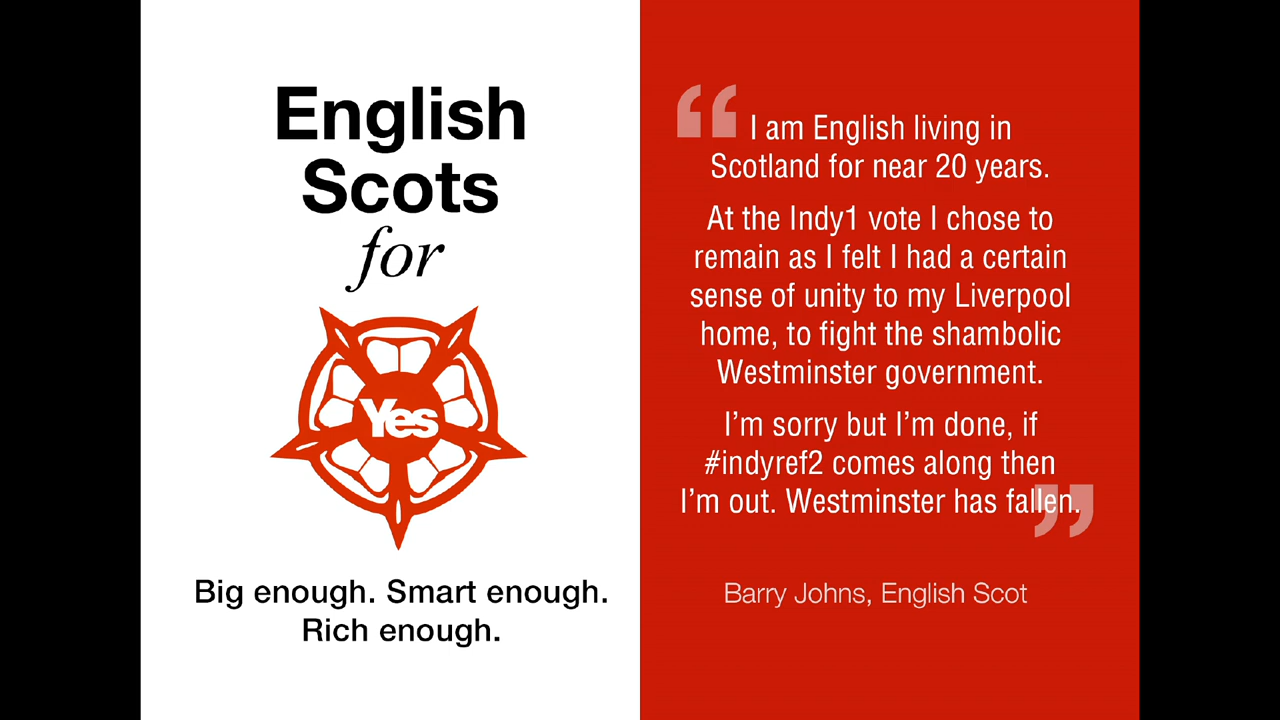 English
Scots
for
Yes
Big enough. Smart enough.
Rich enough.
“ I am English living in
Scotland for near 20 years.
At the Indy1 vote I chose to
remain as I felt I had a certain
sense of unity to my Liverpool
home, to fight the shambolic
Westminster government.
I’m sorry but I’m done, if
#indyref2 comes along then
I’m out. Westminster has fallen. ”
Barry Johns, English Scot